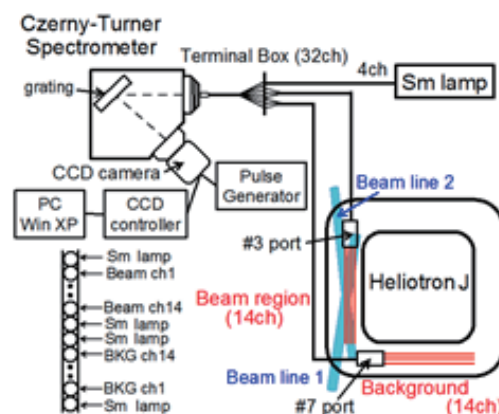 Czerny-Turner
Spectrometer
Terminal Box (32ch)
grating
4ch
Sm lamp
CCD camera
Pulse
Generator
Beam line 2
PC
Win XP
CCD
controller
#3 port
Sm lamp
Beam ch1
Beam ch14
Sm lamp
Sm lamp
BKG ch14
BKG ch1
Sm lamp
Beam region
(14ch)
Heliotron J
Beam line 1
#7 port
Background
(14ch)